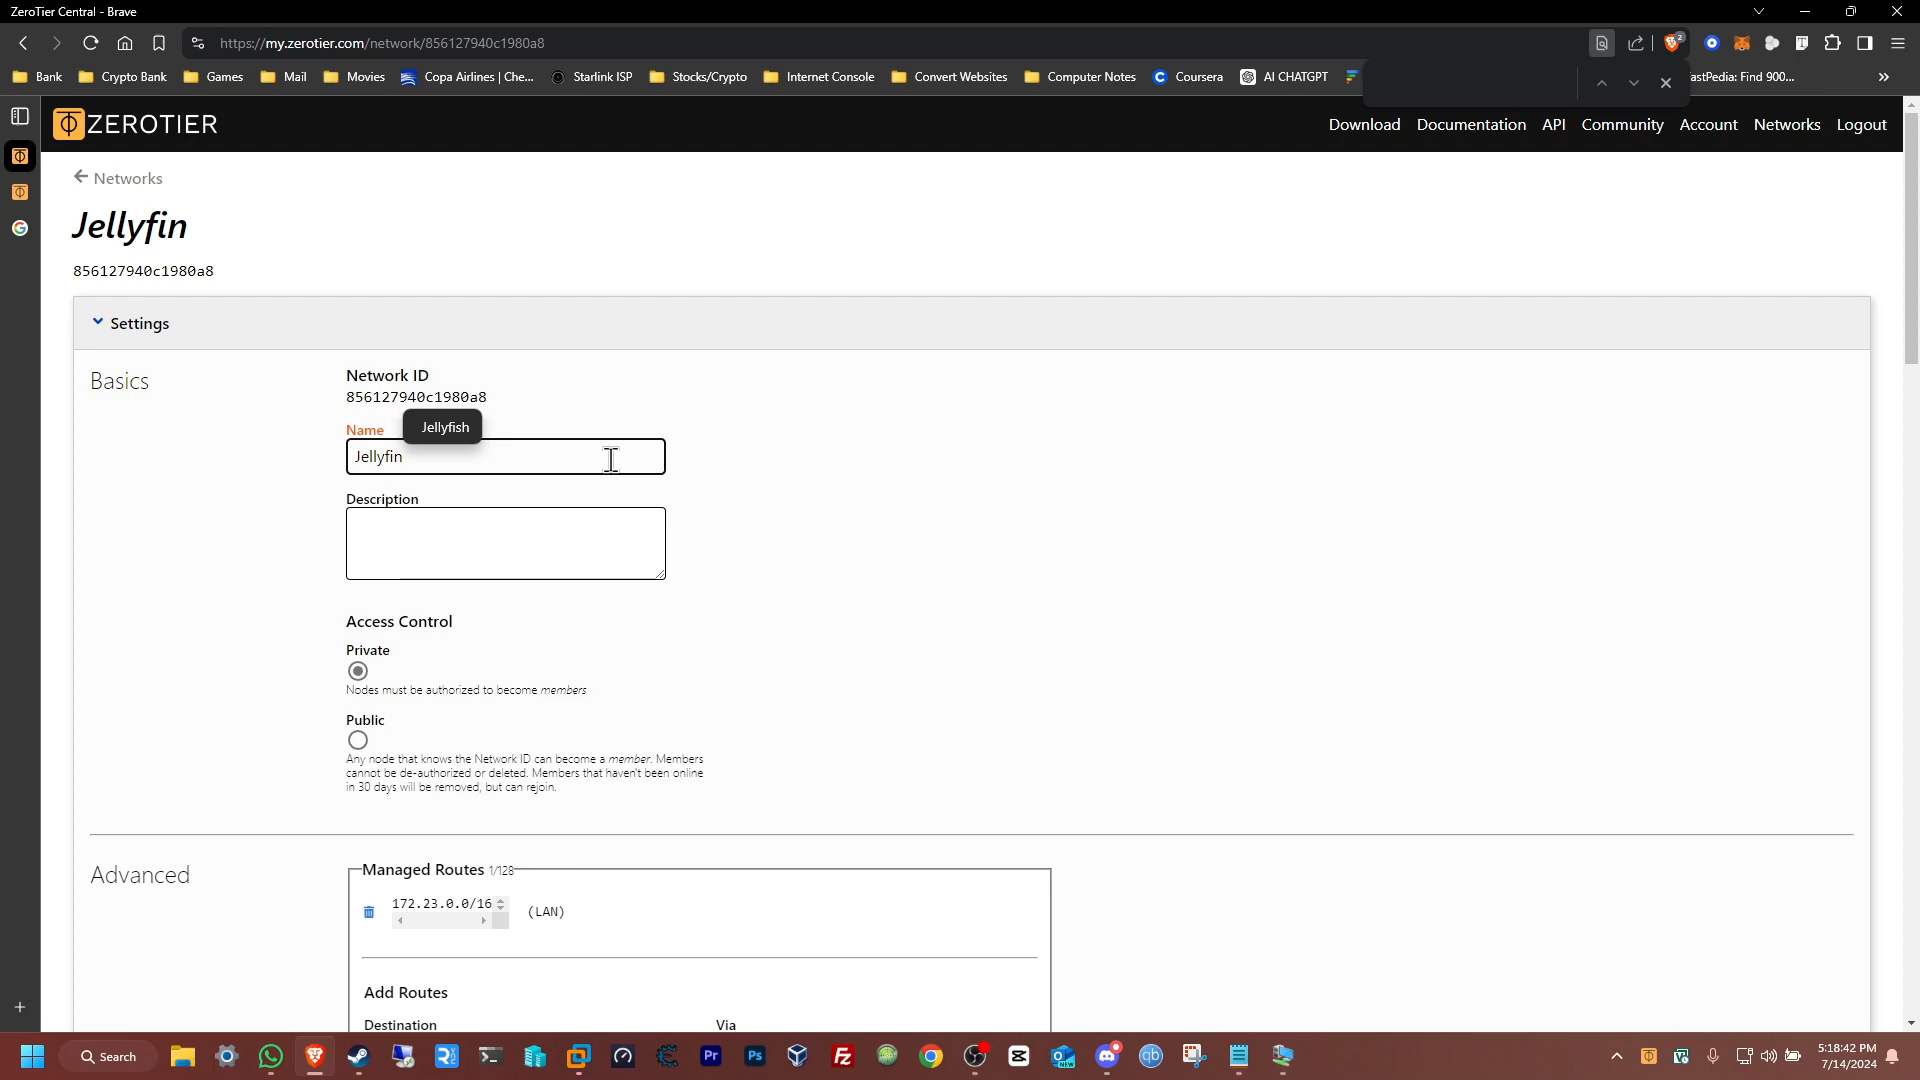 ZeroTier Central - Brave
https://my.zerotier.com/network/856127940c1980a8
2
Bank
Crypto Bank
Games
Mail
Movies
Copa Airlines | Che...
Starlink ISP
Stocks/Crypto
Internet Console
Convert Websites
Computer Notes
Coursera
AI CHATGPT
astPedia: Find 900...
ZEROTIER
Download
Documentation
API
Community
Account
Networks
Logout
Networks
Jellyfin
856127940c1980a8
Settings
Basics
Network ID
856127940c1980a8
Name
Jellyfish
Jellyfin
Description
Access Control
Private
Nodes must be authorized to become members
Public
Any node that knows the Network ID can become a member. Members
cannot be de-authorized or deleted. Members that haven't been online
in 30 days will be removed, but can rejoin.
Advanced
Managed Routes 1/128
172.23.0.0/16
(LAN)
Add Routes
Destination
Via
Search
Pr
Ps
NEW
qb
5:18:42 PM
7/14/2024